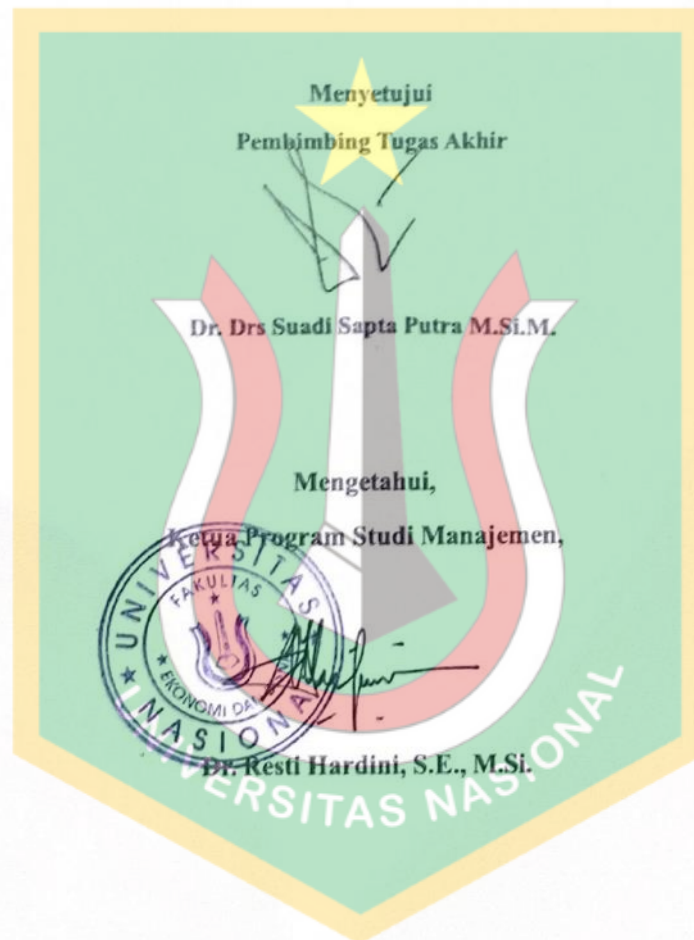 Menyetujui
Pembimbing Tugas Akhir
Dr. Drs Suadi Sapta Putra M.Si.M.
Mengetahui,
Ketua Program Studi Manajemen,
UNIVERSITAS
FAKULTAS
EKONOMI DAN
NASIONAL
Dr. Resti Hardini, S.E., M.Si.
UNIVERSITAS NASIONAL